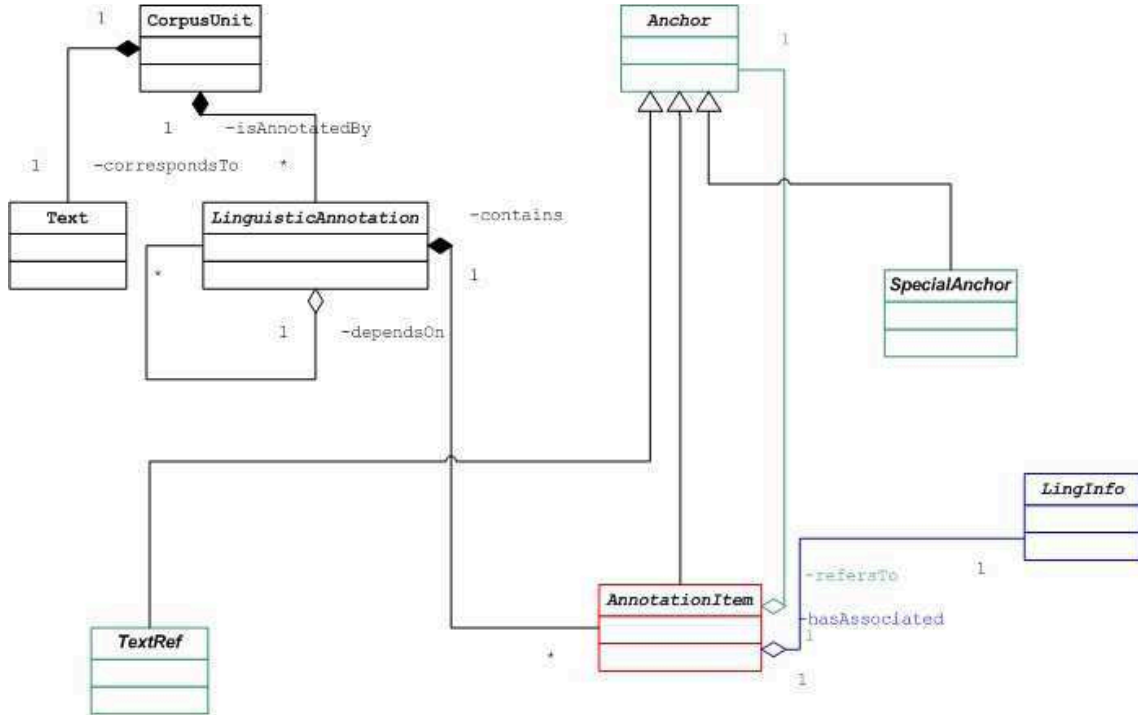 1
CorpusUnit
Anchor
1
1
-isAnnotatedBy
1
-correspondsTo
*
Text
LinguisticAnnotation
-contains
*
1
SpecialAnchor
1
-dependsOn
LingInfo
1
-refersTo
AnnotationItem
-hasAssociated
1
TextRef
*
1